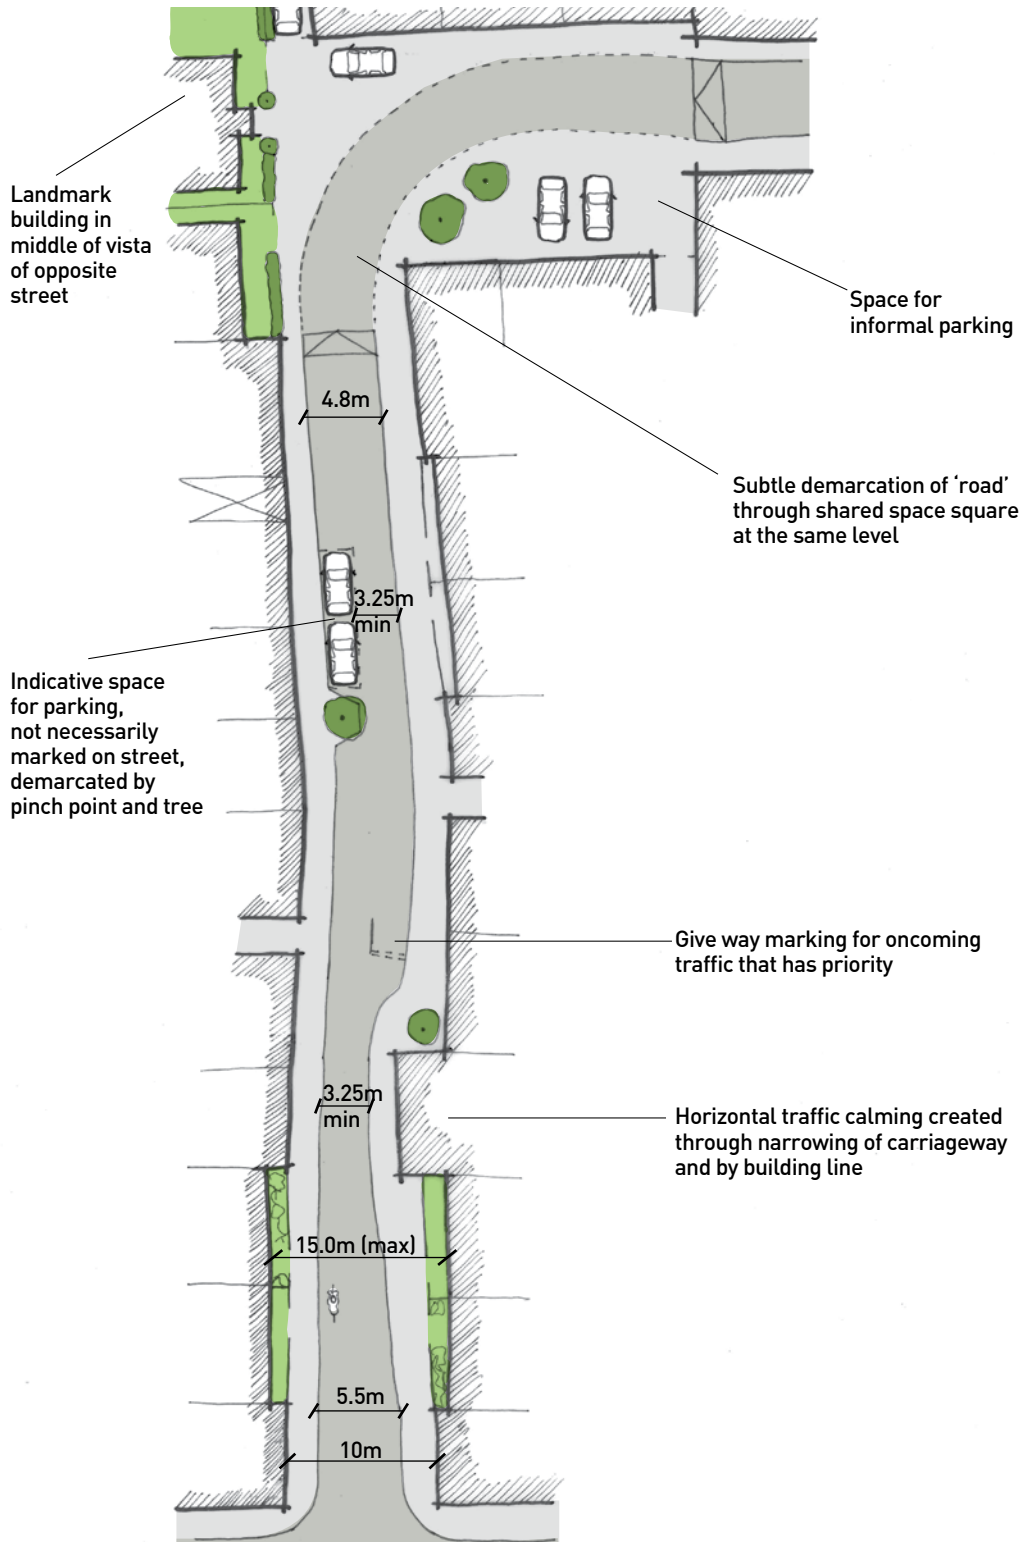 Landmark
building in
middle of vista
of opposite
street
Space for
informal parking
4.8m
Subtle demarcation of ‘road’
through shared space square
at the same level
3.25m
min
Indicative space
for parking,
not necessarily
marked on street,
demarcated by
pinch point and tree
Give way marking for oncoming
traffic that has priority
3.25m
min
Horizontal traffic calming created
through narrowing of carriageway
and by building line
15.0m (max)
5.5m
10m